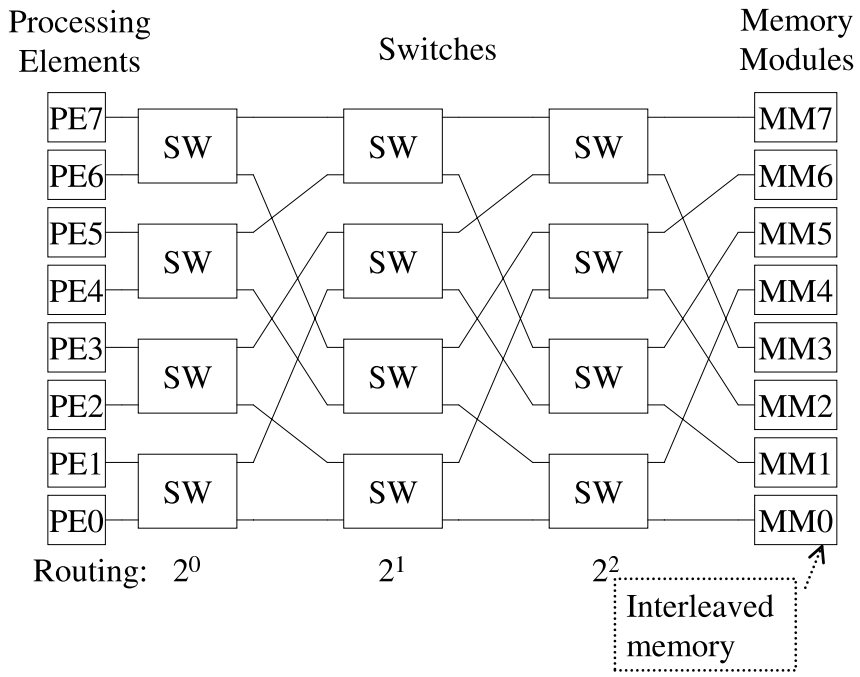 Processing
Elements
Switches
Memory
Modules
PE7
SW
SW
SW
MM7
PE6
MM6
PE5
SW
SW
SW
MM5
PE4
MM4
PE3
SW
SW
SW
MM3
PE2
MM2
PE1
SW
SW
SW
MM1
PE0
MM0
Routing: 2⁰ 2¹ 2²
Interleaved
memory